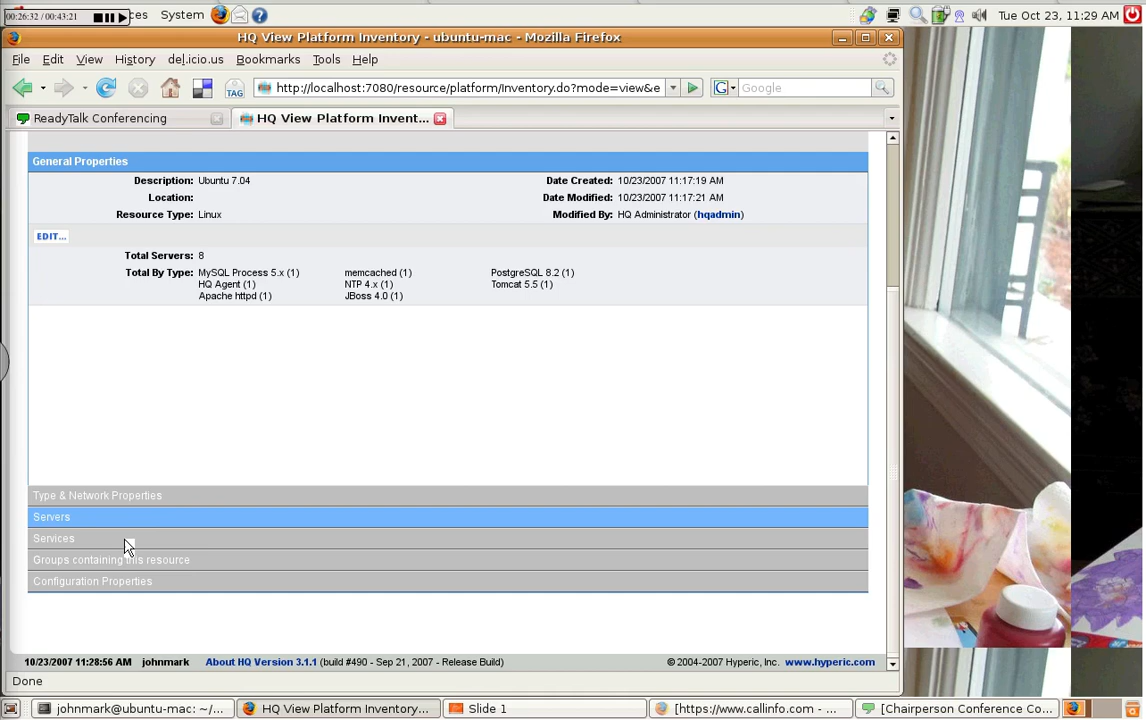 00:26:32 / 00:43:21
ces System Tue Oct 23, 11:29 AM
HQ View Platform Inventory - ubuntu-mac - Mozilla Firefox
File Edit View History del.icio.us Bookmarks Tools Help
TAG http://localhost:7080/resource/platform/Inventory.do?mode=view&e G Google
ReadyTalk Conferencing HQ View Platform Invent...
General Properties
Description: Ubuntu 7.04 Date Created: 10/23/2007 11:17:19 AM
Location: Date Modified: 10/23/2007 11:17:21 AM
Resource Type: Linux Modified By: HQ Administrator (hqadmin)
EDIT...
Total Servers: 8
Total By Type: MySQL Process 5.x (1) memcached (1) PostgreSQL 8.2 (1)
HQ Agent (1) NTP 4.x (1) Tomcat 5.5 (1)
Apache httpd (1) JBoss 4.0 (1)
Type & Network Properties
Servers
Services
Groups containing this resource
Configuration Properties
10/23/2007 11:28:56 AM johnmark About HQ Version 3.1.1 (build #490 - Sep 21, 2007 - Release Build) © 2004-2007 Hyperic, Inc. www.hyperic.com
Done
johnmark@ubuntu-mac: ~/... HQ View Platform Inventory... Slide 1 [https://www.callinfo.com - ... [Chairperson Conference Co...